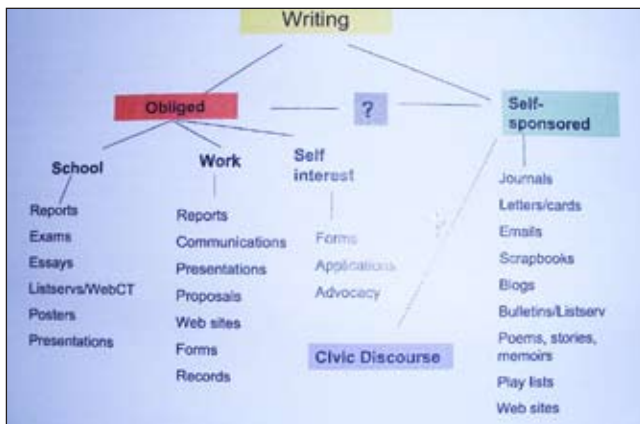 Writing
Obliged
?
Self-
sponsored
School
Reports
Exams
Essays
Listservs/WebCT
Posters
Presentations
Work
Reports
Communications
Presentations
Proposals
Web sites
Forms
Records
Self
interest
Forms
Applications
Advocacy
Civic Discourse
Journals
Letters/cards
Emails
Scrapbooks
Blogs
Bulletins/Listserv
Poems, stories,
memoirs
Play lists
Web sites